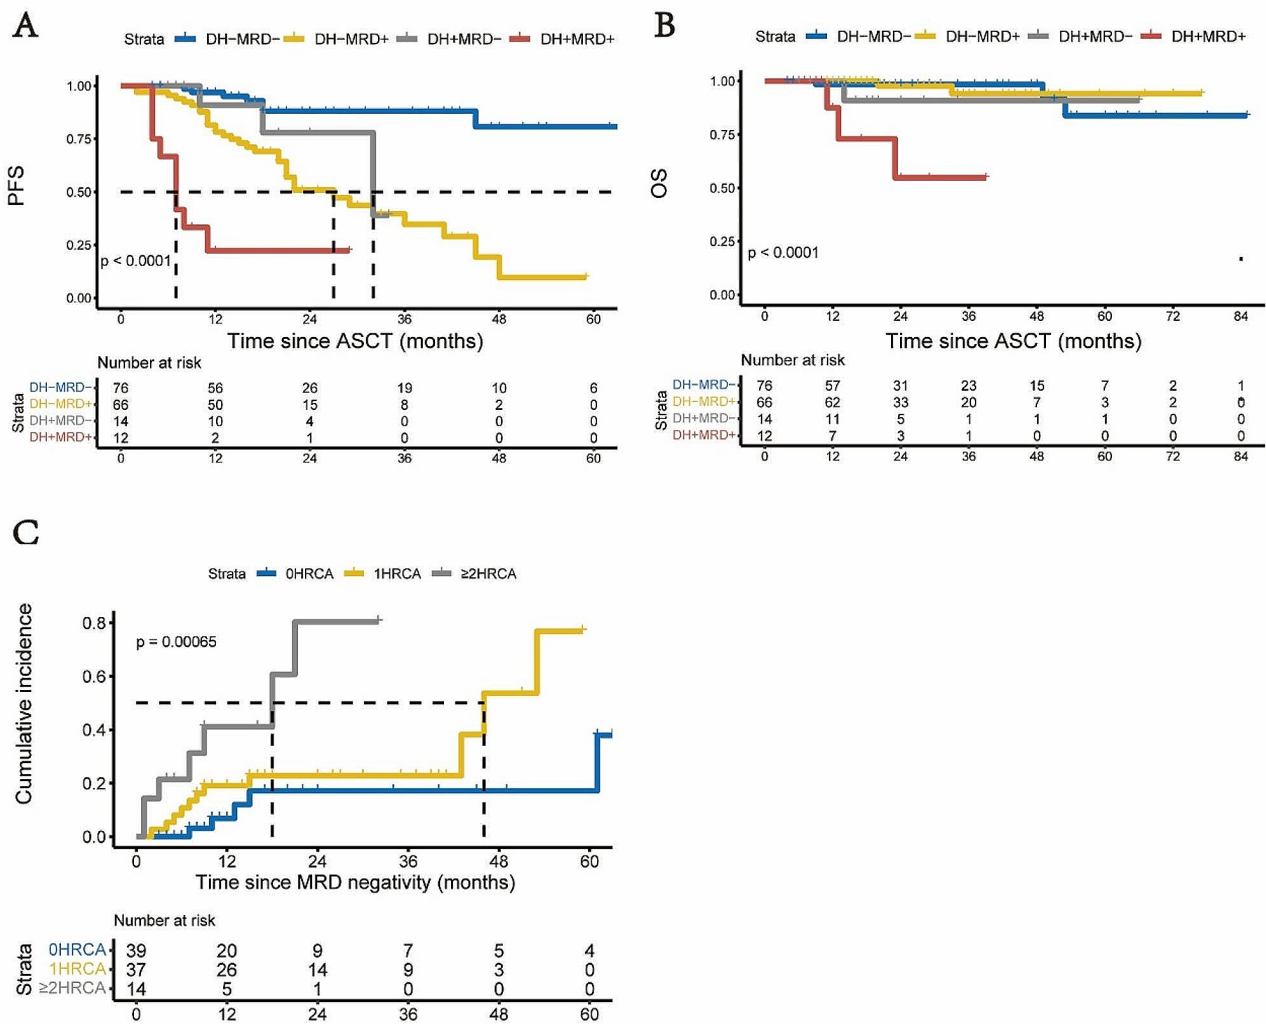 A
Strata DH−MRD− DH−MRD+ DH+MRD− DH+MRD+
PFS
1.00
0.75
0.50
0.25
0.00
p < 0.0001
0 12 24 36 48 60
Time since ASCT (months)
Number at risk
Strata
DH−MRD− 76 56 26 19 10 6
DH−MRD+ 66 50 15 8 2 0
DH+MRD− 14 10 4 0 0 0
DH+MRD+ 12 2 1 0 0 0
0 12 24 36 48 60
B
Strata DH−MRD− DH−MRD+ DH+MRD− DH+MRD+
OS
1.00
0.75
0.50
0.25
0.00
p < 0.0001
0 12 24 36 48 60 72 84
Time since ASCT (months)
Number at risk
Strata
DH−MRD− 76 57 31 23 15 7 2 1
DH−MRD+ 66 62 33 20 7 3 2 0
DH+MRD− 14 11 5 1 1 1 0 0
DH+MRD+ 12 7 3 1 0 0 0 0
0 12 24 36 48 60 72 84
C
Strata 0HRCA 1HRCA ≥2HRCA
Cumulative incidence
0.8
0.6
0.4
0.2
0.0
p = 0.00065
0 12 24 36 48 60
Time since MRD negativity (months)
Number at risk
Strata
0HRCA 39 20 9 7 5 4
1HRCA 37 26 14 9 3 0
≥2HRCA 14 5 1 0 0 0
0 12 24 36 48 60